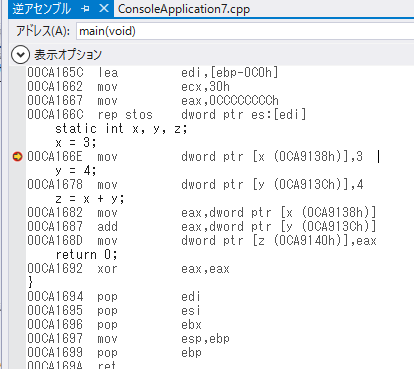 逆アセンブル ConsoleApplication7.cpp
アドレス(A): main(void)
表示オプション
00CA165C lea edi,[ebp-0C0h]
00CA1662 mov ecx,30h
00CA1667 mov eax,0CCCCCCCCh
00CA166C rep stos dword ptr es:[edi]
static int x, y, z;
x = 3;
00CA166E mov dword ptr [x (0CA9138h)],3
y = 4;
00CA1678 mov dword ptr [y (0CA913Ch)],4
z = x + y;
00CA1682 mov eax,dword ptr [x (0CA9138h)]
00CA1687 add eax,dword ptr [y (0CA913Ch)]
00CA168D mov dword ptr [z (0CA9140h)],eax
return 0;
00CA1692 xor eax,eax
}
00CA1694 pop edi
00CA1695 pop esi
00CA1696 pop ebx
00CA1697 mov esp,ebp
00CA1699 pop ebp
00CA169A ret